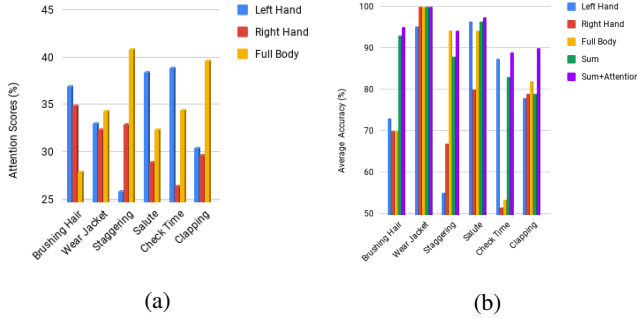 45
40
35
30
25
Attention Scores (%)
Left Hand
Right Hand
Full Body
Brushing Hair
Wear Jacket
Staggering
Salute
Check Time
Clapping
(a)
100
90
80
70
60
50
Average Accuracy (%)
Left Hand
Right Hand
Full Body
Sum
Sum+Attention
Brushing Hair
Wear Jacket
Staggering
Salute
Check Time
Clapping
(b)